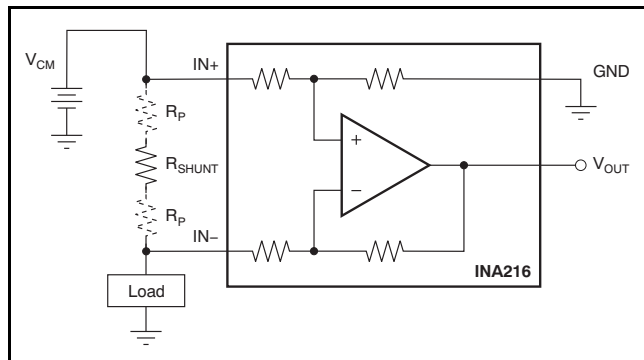 V_CM
IN+
GND
R_P
+
R_SHUNT
V_OUT
−
R_P
IN−
INA216
Load